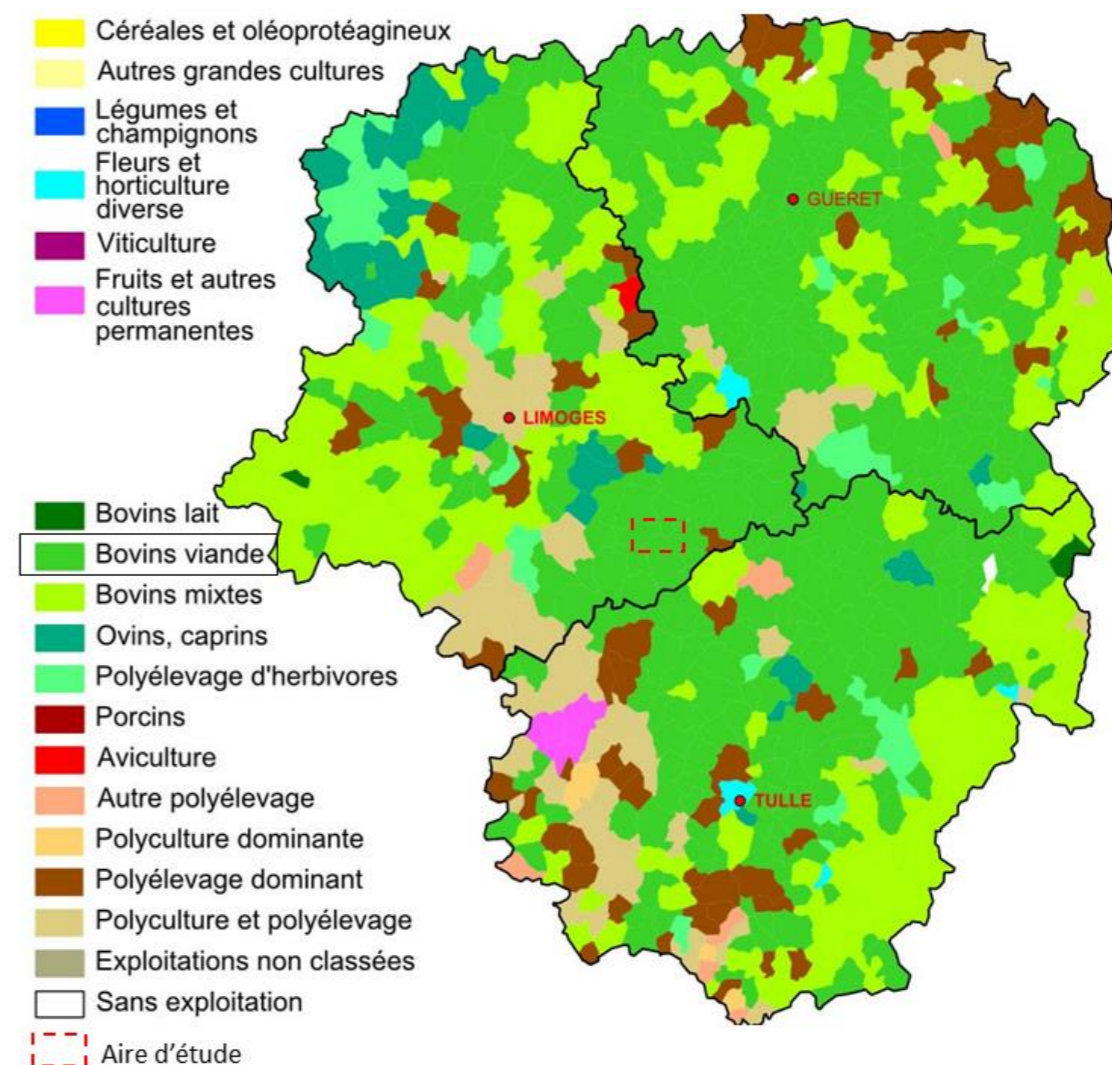 Céréales et oléoprotéagineux
Autres grandes cultures
Légumes et
champignons
Fleurs et
horticulture
diverse
Viticulture
Fruits et autres
cultures
permanentes
GUERET
LIMOGES
Bovins lait
Bovins viande
Bovins mixtes
Ovins, caprins
Polyélevage d'herbivores
Porcins
Aviculture
Autre polyélevage
Polyculture dominante
TULLE
Polyélevage dominant
Polyculture et polyélevage
Exploitations non classées
Sans exploitation
Aire d’étude